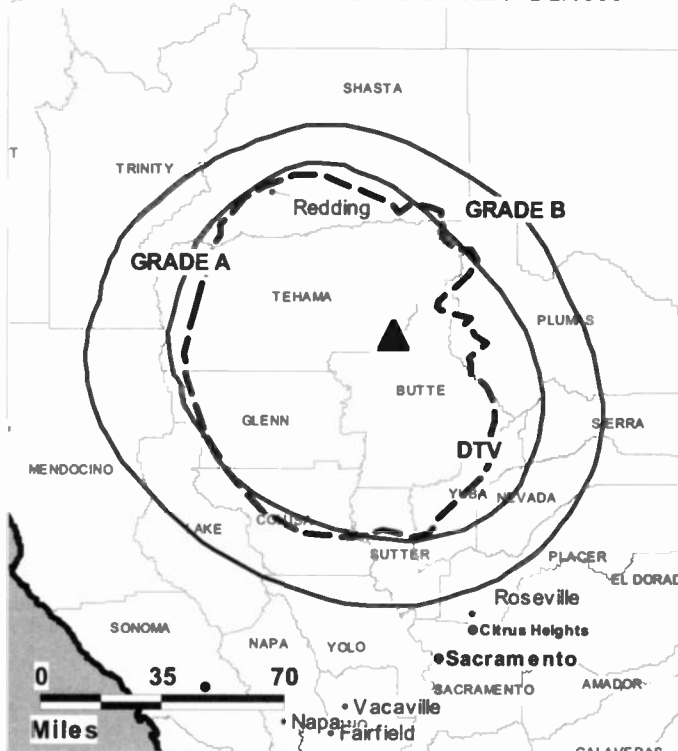 SHASTA
T
TRINITY
Redding
GRADE B
GRADE A
TEHAMA
PLUMAS
BUTTE
GLENN
SIERRA
DTV
MENDOCINO
YUBA
NEVADA
COLUSA
LAKE
SUTTER
PLACER
EL DORAD
Roseville
Citrus Heights
SONOMA
NAPA
YOLO
Sacramento
0 35 70
SACRAMENTO
AMADOR
Vacaville
Miles
Napa
Fairfield
CALAVERAS